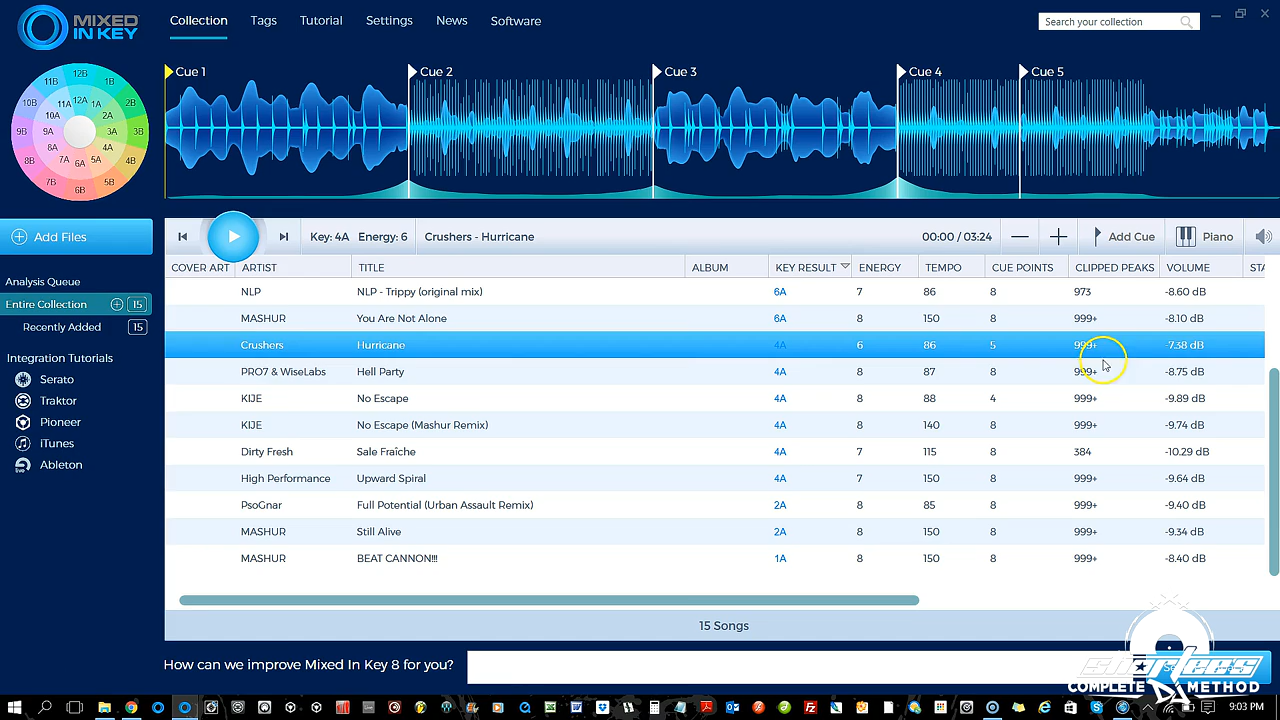 MIXED IN KEY
Collection Tags Tutorial Settings News Software
Search your collection
Cue 1 Cue 2 Cue 3 Cue 4 Cue 5
12B 1B 2B 3B 4B 5B 6B 7B 8B 9B 10B 11B
12A 1A 2A 3A 4A 5A 6A 7A 8A 9A 10A 11A
Add Files
Key: 4A Energy: 6 Crushers - Hurricane 00:00 / 03:24 Add Cue Piano
Analysis Queue
Entire Collection 15
Recently Added 15
Integration Tutorials
Serato
Traktor
Pioneer
iTunes
Ableton
COVER ART ARTIST TITLE ALBUM KEY RESULT ENERGY TEMPO CUE POINTS CLIPPED PEAKS VOLUME STA
NLP NLP - Trippy (original mix) 6A 7 86 8 973 -8.60 dB
MASHUR You Are Not Alone 6A 8 150 8 999+ -8.10 dB
Crushers Hurricane 4A 6 86 5 999+ -7.38 dB
PRO7 & WiseLabs Hell Party 4A 8 87 8 999+ -8.75 dB
KIJE No Escape 4A 8 88 4 999+ -9.89 dB
KIJE No Escape (Mashur Remix) 4A 8 140 8 999+ -9.74 dB
Dirty Fresh Sale Fraîche 4A 7 115 8 384 -10.29 dB
High Performance Upward Spiral 4A 7 150 8 999+ -9.64 dB
PsoGnar Full Potential (Urban Assault Remix) 2A 8 85 8 999+ -9.40 dB
MASHUR Still Alive 2A 8 150 8 999+ -9.34 dB
MASHUR BEAT CANNON!!! 1A 8 150 8 999+ -8.40 dB
15 Songs
How can we improve Mixed In Key 8 for you?
COMPLETE DJ METHOD
9:03 PM